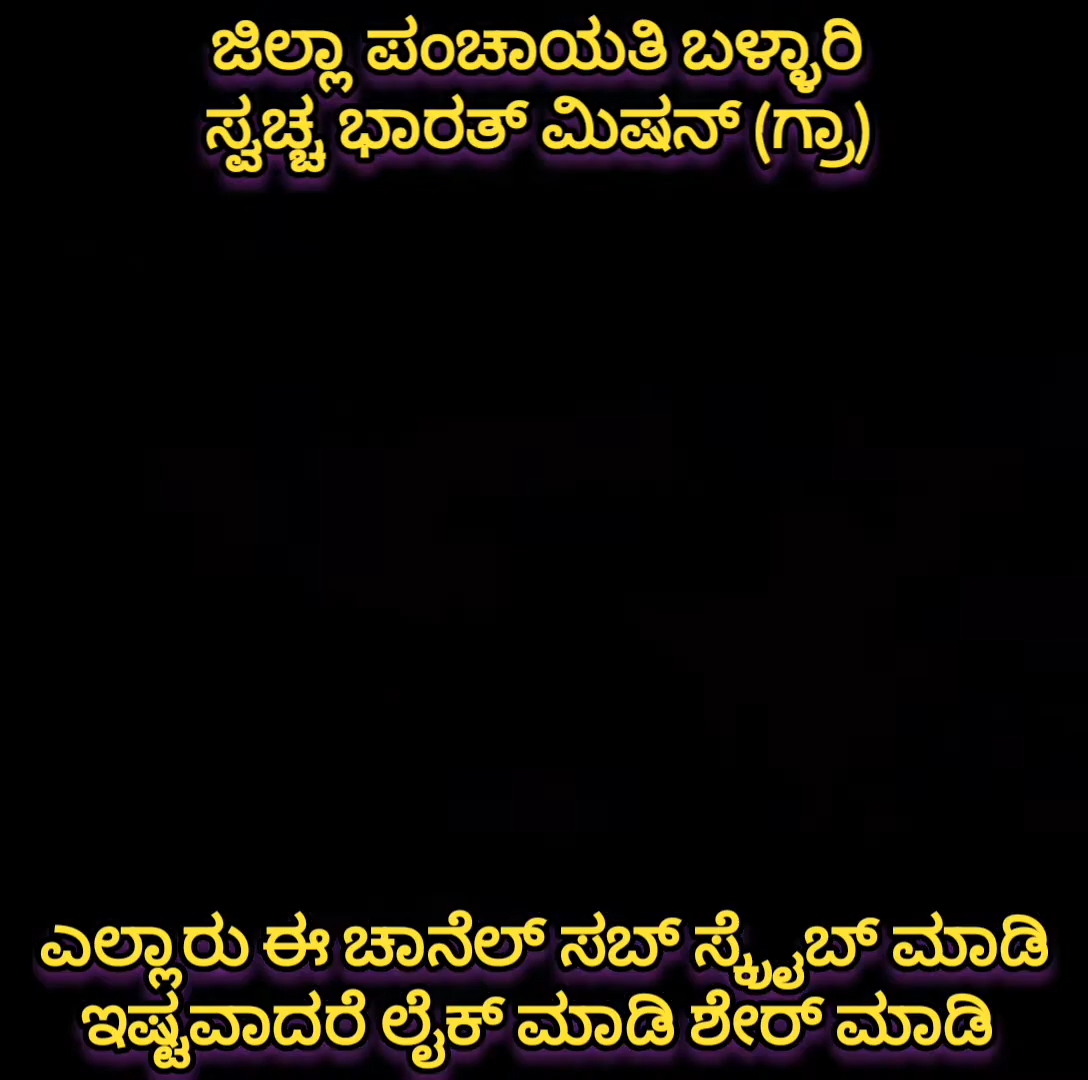 ಜಿಲ್ಲಾ ಪಂಚಾಯತಿ ಬಳ್ಳಾರಿ
ಸ್ವಚ್ಚ ಭಾರತ್ ಮಿಷನ್ (ಗ್ರಾ)
ಎಲ್ಲಾರು ಈ ಚಾನೆಲ್ ಸಬ್ ಸ್ಕ್ರೈಬ್ ಮಾಡಿ
ಇಷ್ಟವಾದರೆ ಲೈಕ್ ಮಾಡಿ ಶೇರ್ ಮಾಡಿ